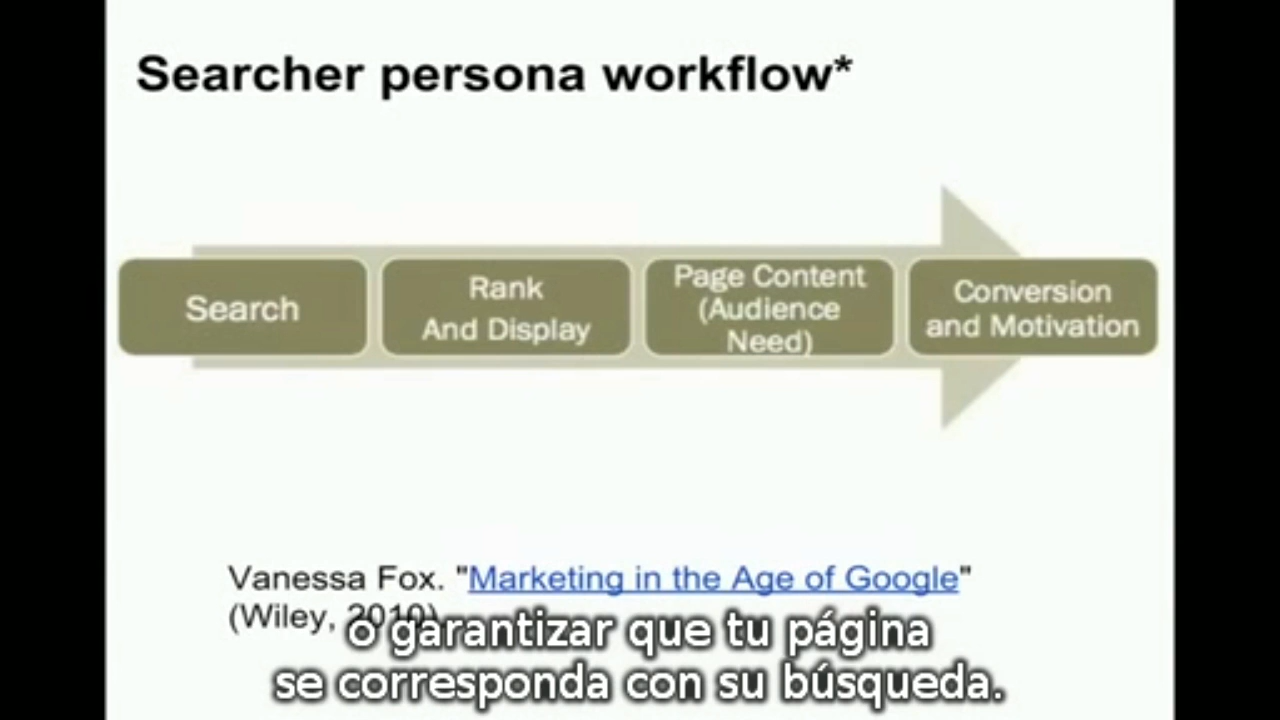 Searcher persona workflow*
Search
Rank
And Display
Page Content
(Audience
Need)
Conversion
and Motivation
Vanessa Fox. "Marketing in the Age of Google"
(Wiley, 2010)
o garantizar que tu página
se corresponda con su búsqueda.